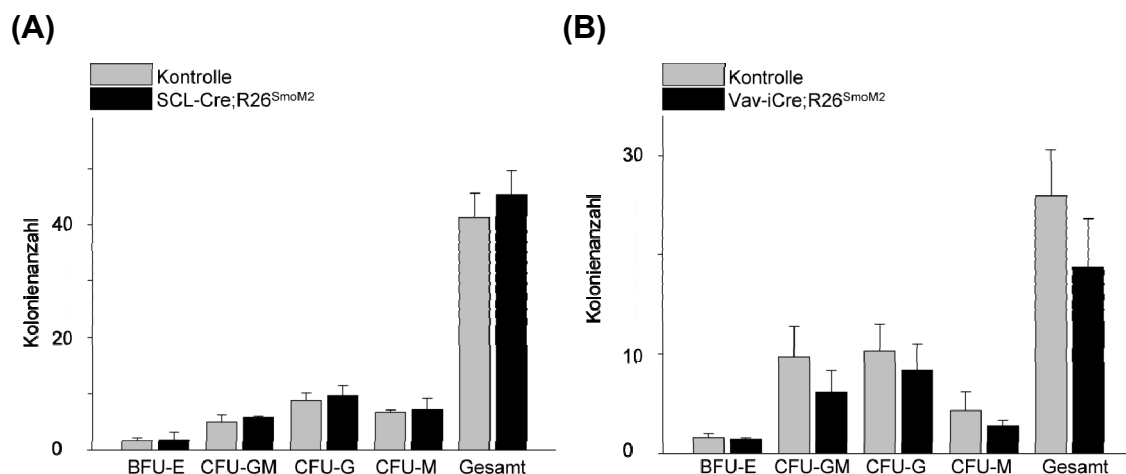 (A)
Kontrolle
SCL-Cre;R26SmoM2
Kolonienanzahl
40
20
0
BFU-E CFU-GM CFU-G CFU-M Gesamt
(B)
Kontrolle
Vav-iCre;R26SmoM2
Kolonienanzahl
30
10
0
BFU-E CFU-GM CFU-G CFU-M Gesamt